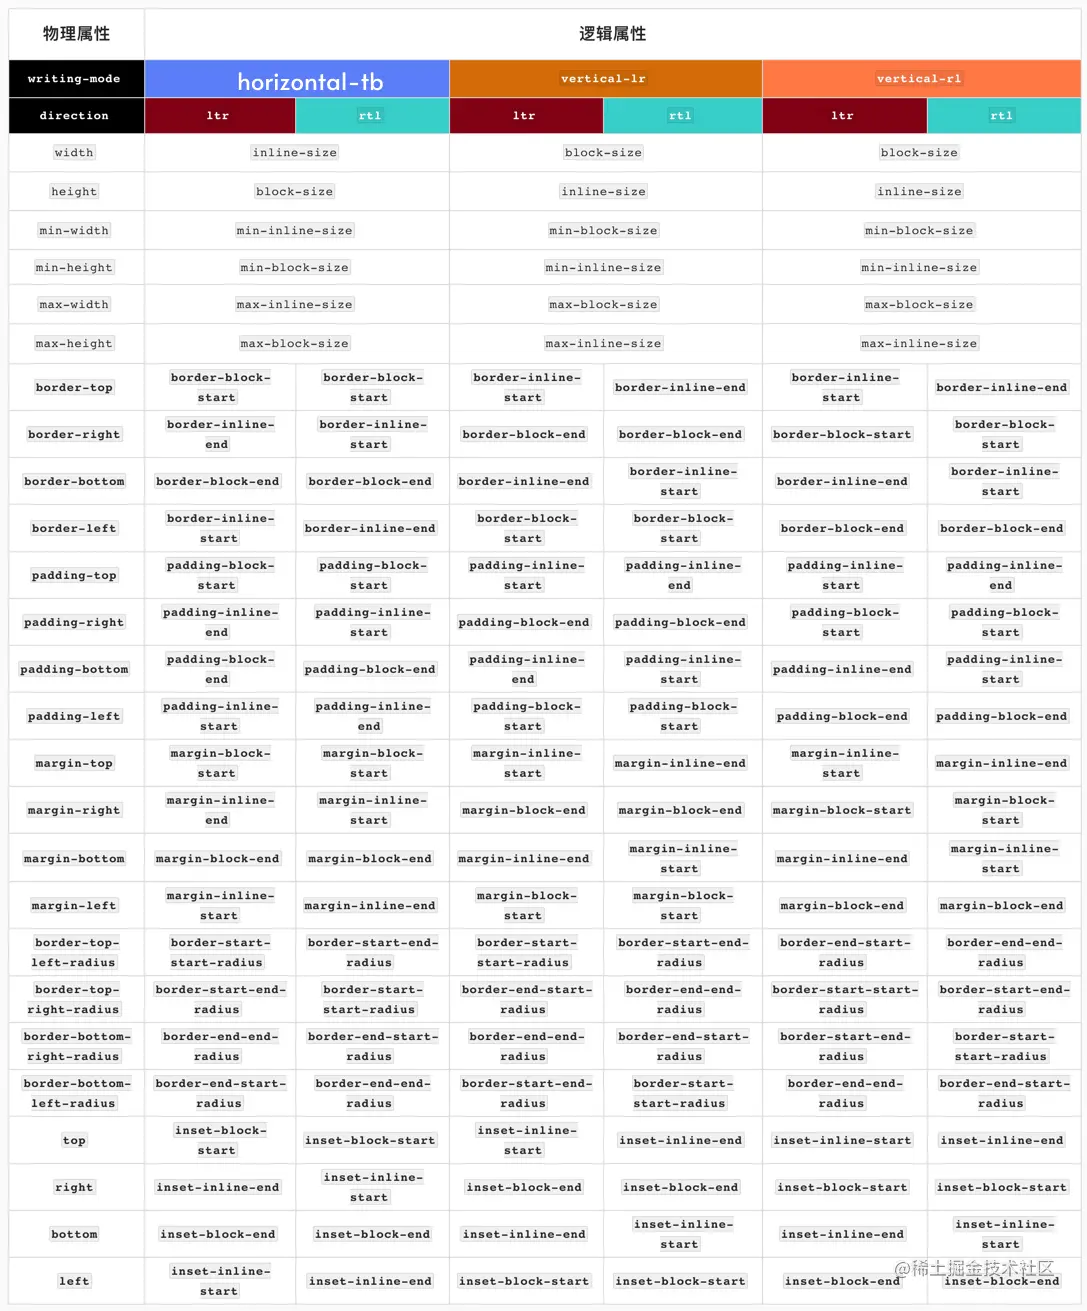 物理属性 逻辑属性
writing-mode horizontal-tb vertical-lr vertical-rl
direction ltr rtl ltr rtl ltr rtl
width inline-size block-size block-size
height block-size inline-size inline-size
min-width min-inline-size min-block-size min-block-size
min-height min-block-size min-inline-size min-inline-size
max-width max-inline-size max-block-size max-block-size
max-height max-block-size max-inline-size max-inline-size
border-top border-block-start border-block-start border-inline-start border-inline-end border-inline-start border-inline-end
border-right border-inline-end border-inline-start border-block-end border-block-end border-block-start border-block-start
border-bottom border-block-end border-block-end border-inline-end border-inline-start border-inline-end border-inline-start
border-left border-inline-start border-inline-end border-block-start border-block-start border-block-end border-block-end
padding-top padding-block-start padding-block-start padding-inline-start padding-inline-end padding-inline-start padding-inline-end
padding-right padding-inline-end padding-inline-start padding-block-end padding-block-end padding-block-start padding-block-start
padding-bottom padding-block-end padding-block-end padding-inline-end padding-inline-start padding-inline-end padding-inline-start
padding-left padding-inline-start padding-inline-end padding-block-start padding-block-start padding-block-end padding-block-end
margin-top margin-block-start margin-block-start margin-inline-start margin-inline-end margin-inline-start margin-inline-end
margin-right margin-inline-end margin-inline-start margin-block-end margin-block-end margin-block-start margin-block-start
margin-bottom margin-block-end margin-block-end margin-inline-end margin-inline-start margin-inline-end margin-inline-start
margin-left margin-inline-start margin-inline-end margin-block-start margin-block-start margin-block-end margin-block-end
border-top-left-radius border-start-start-radius border-start-end-radius border-start-start-radius border-start-end-radius border-end-start-radius border-end-end-radius
border-top-right-radius border-start-end-radius border-start-start-radius border-end-start-radius border-end-end-radius border-start-start-radius border-start-end-radius
border-bottom-right-radius border-end-end-radius border-end-start-radius border-end-end-radius border-end-start-radius border-start-end-radius border-start-start-radius
border-bottom-left-radius border-end-start-radius border-end-end-radius border-start-end-radius border-start-start-radius border-end-end-radius border-end-start-radius
top inset-block-start inset-block-start inset-inline-start inset-inline-end inset-inline-start inset-inline-end
right inset-inline-end inset-inline-start inset-block-end inset-block-end inset-block-start inset-block-start
bottom inset-block-end inset-block-end inset-inline-end inset-inline-start inset-inline-end inset-inline-start
left inset-inline-start inset-inline-end inset-block-start inset-block-start inset-block-end inset-block-end
@稀土掘金技术社区